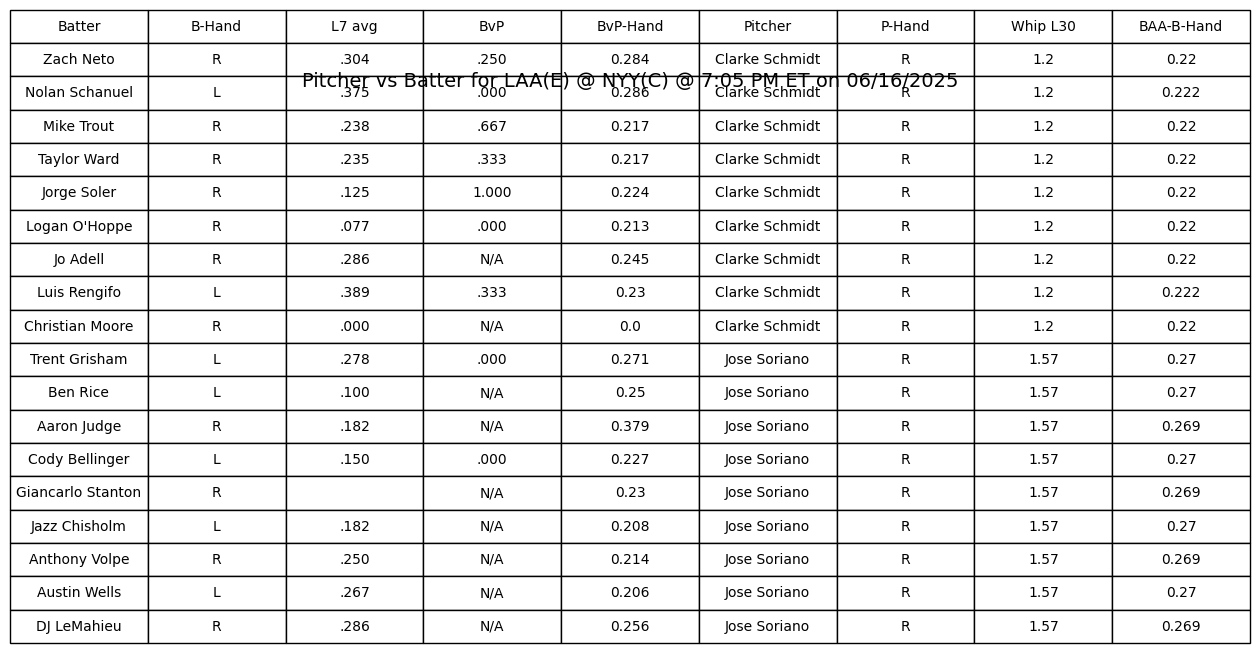 Batter B-Hand L7 avg BvP BvP-Hand Pitcher P-Hand Whip L30 BAA-B-Hand
Zach Neto R .304 .250 0.284 Clarke Schmidt R 1.2 0.22
Pitcher vs Batter for LAA(E) @ NYY(C) @ 7:05 PM ET on 06/16/2025
Nolan Schanuel L .375 .000 0.286 Clarke Schmidt R 1.2 0.222
Mike Trout R .238 .667 0.217 Clarke Schmidt R 1.2 0.22
Taylor Ward R .235 .333 0.217 Clarke Schmidt R 1.2 0.22
Jorge Soler R .125 1.000 0.224 Clarke Schmidt R 1.2 0.22
Logan O'Hoppe R .077 .000 0.213 Clarke Schmidt R 1.2 0.22
Jo Adell R .286 N/A 0.245 Clarke Schmidt R 1.2 0.22
Luis Rengifo L .389 .333 0.23 Clarke Schmidt R 1.2 0.222
Christian Moore R .000 N/A 0.0 Clarke Schmidt R 1.2 0.22
Trent Grisham L .278 .000 0.271 Jose Soriano R 1.57 0.27
Ben Rice L .100 N/A 0.25 Jose Soriano R 1.57 0.27
Aaron Judge R .182 N/A 0.379 Jose Soriano R 1.57 0.269
Cody Bellinger L .150 .000 0.227 Jose Soriano R 1.57 0.27
Giancarlo Stanton R N/A 0.23 Jose Soriano R 1.57 0.269
Jazz Chisholm L .182 N/A 0.208 Jose Soriano R 1.57 0.27
Anthony Volpe R .250 N/A 0.214 Jose Soriano R 1.57 0.269
Austin Wells L .267 N/A 0.206 Jose Soriano R 1.57 0.27
DJ LeMahieu R .286 N/A 0.256 Jose Soriano R 1.57 0.269